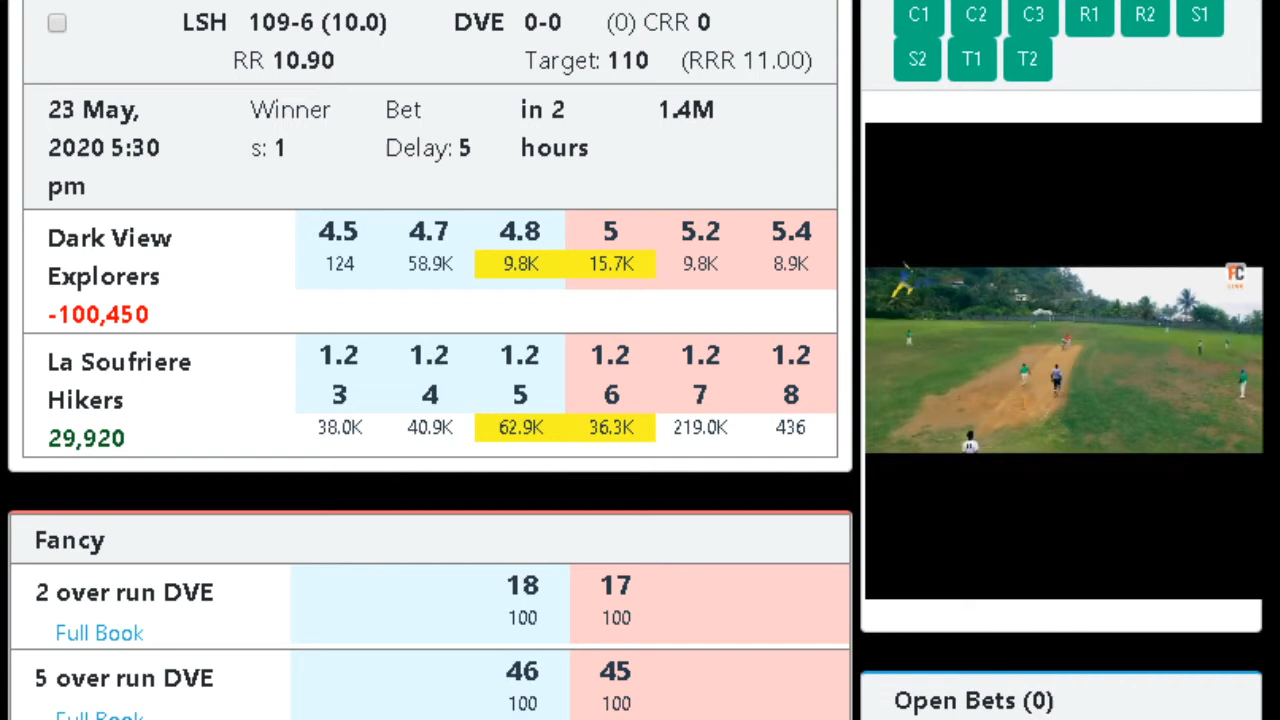 LSH 109-6 (10.0) DVE 0-0 (0) CRR 0
RR 10.90 Target: 110 (RRR 11.00)
23 May, 2020 5:30 pm
Winner s: 1
Bet Delay: 5
in 2 hours
1.4M
Dark View Explorers
-100,450
4.5 4.7 4.8 5 5.2 5.4
124 58.9K 9.8K 15.7K 9.8K 8.9K
La Soufriere Hikers
29,920
1.2 1.2 1.2 1.2 1.2 1.2
3 4 5 6 7 8
38.0K 40.9K 62.9K 36.3K 219.0K 436
Fancy
2 over run DVE 18 17
Full Book 100 100
5 over run DVE 46 45
Full Book 100 100
C1 C2 C3 R1 R2 S1
S2 T1 T2
FC
LIVE
Open Bets (0)